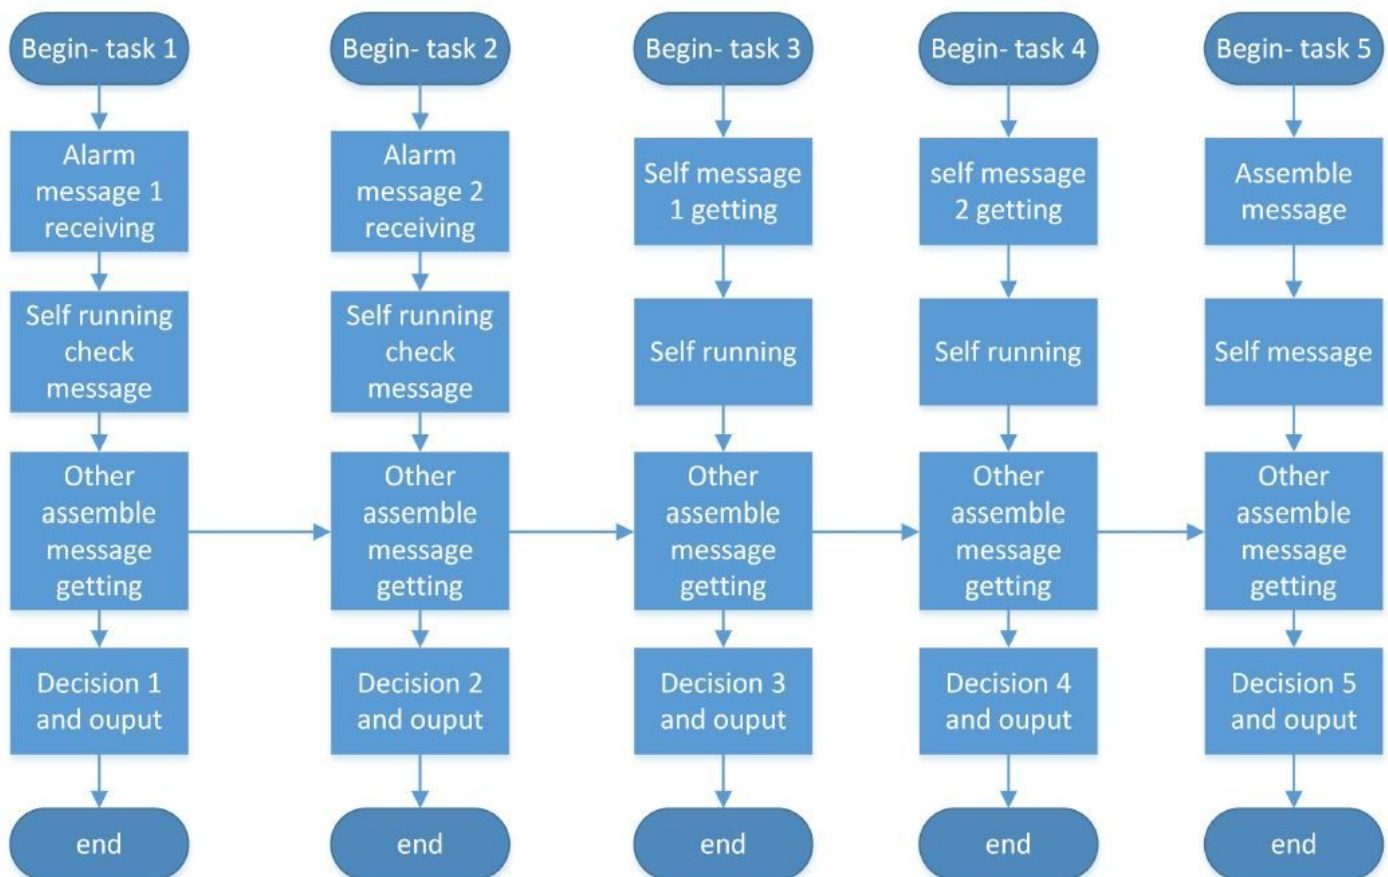 Begin- task 1
Begin- task 2
Begin- task 3
Begin- task 4
Begin- task 5
Alarm
message 1
receiving
Alarm
message 2
receiving
Self message
1 getting
self message
2 getting
Assemble
message
Self running
check
message
Self running
check
message
Self running
Self running
Self message
Other
assemble
message
getting
Other
assemble
message
getting
Other
assemble
message
getting
Other
assemble
message
getting
Other
assemble
message
getting
Decision 1
and ouput
Decision 2
and ouput
Decision 3
and ouput
Decision 4
and ouput
Decision 5
and ouput
end
end
end
end
end